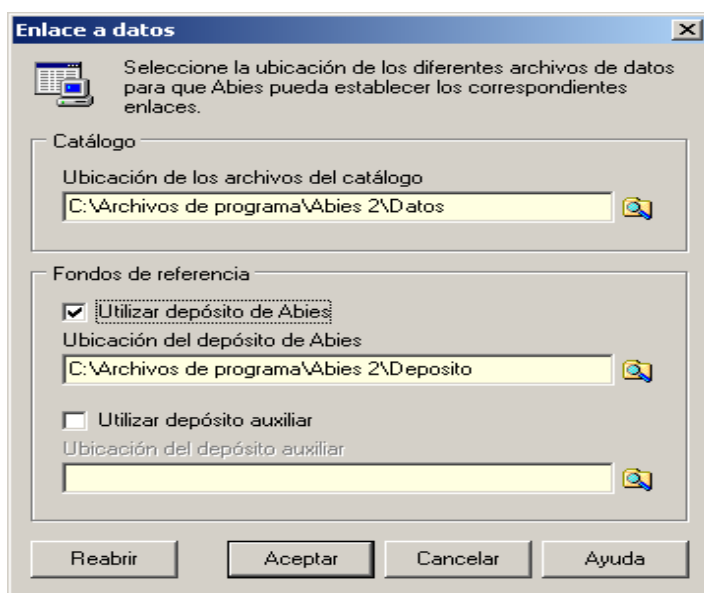 Enlace a datos
Seleccione la ubicación de los diferentes archivos de datos
para que Abies pueda establecer los correspondientes
enlaces.
Catálogo
Ubicación de los archivos del catálogo
C:\Archivos de programa\Abies 2\Datos
Fondos de referencia
Utilizar depósito de Abies
Ubicación del depósito de Abies
C:\Archivos de programa\Abies 2\Deposito
Utilizar depósito auxiliar
Ubicación del depósito auxiliar
Reabrir Aceptar Cancelar Ayuda